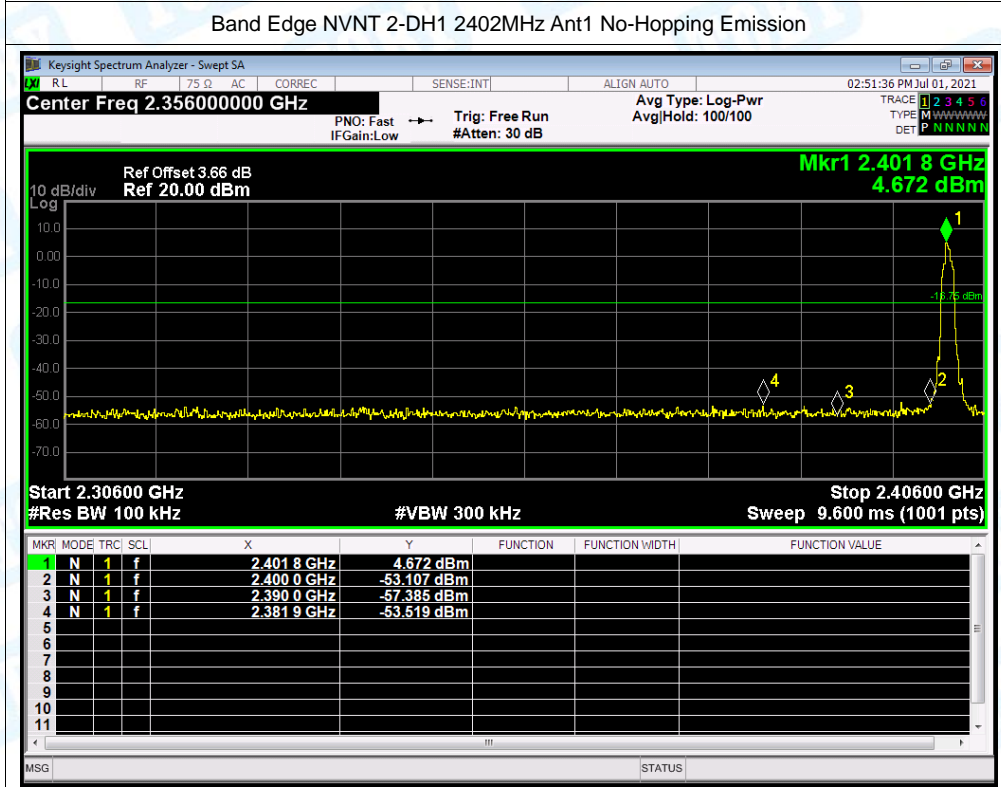 Band Edge NVNT 2-DH1 2402MHz Ant1 No-Hopping Emission
Keysight Spectrum Analyzer - Swept SA
LXI RL RF 75 Ω AC CORREC SENSE:INT ALIGN AUTO 02:51:36 PM Jul 01, 2021
Center Freq 2.356000000 GHz
PNO: Fast
IFGain:Low
Trig: Free Run
#Atten: 30 dB
Avg Type: Log-Pwr
Avg|Hold: 100/100
TRACE 1 2 3 4 5 6
TYPE M WWWWW
DET P N N N N N
Mkr1 2.401 8 GHz
4.672 dBm
Ref Offset 3.66 dB
10 dB/div Ref 20.00 dBm
Log
10.0
0.00
-10.0
-20.0
-30.0
-40.0
-50.0
-60.0
-70.0
1
-16.75 dBm
4
3
2
Start 2.30600 GHz Stop 2.40600 GHz
#Res BW 100 kHz #VBW 300 kHz Sweep 9.600 ms (1001 pts)
MKR MODE TRC SCL X Y FUNCTION FUNCTION WIDTH FUNCTION VALUE
1 N 1 f 2.401 8 GHz 4.672 dBm
2 N 1 f 2.400 0 GHz -53.107 dBm
3 N 1 f 2.390 0 GHz -57.385 dBm
4 N 1 f 2.381 9 GHz -53.519 dBm
5
6
7
8
9
10
11
MSG STATUS